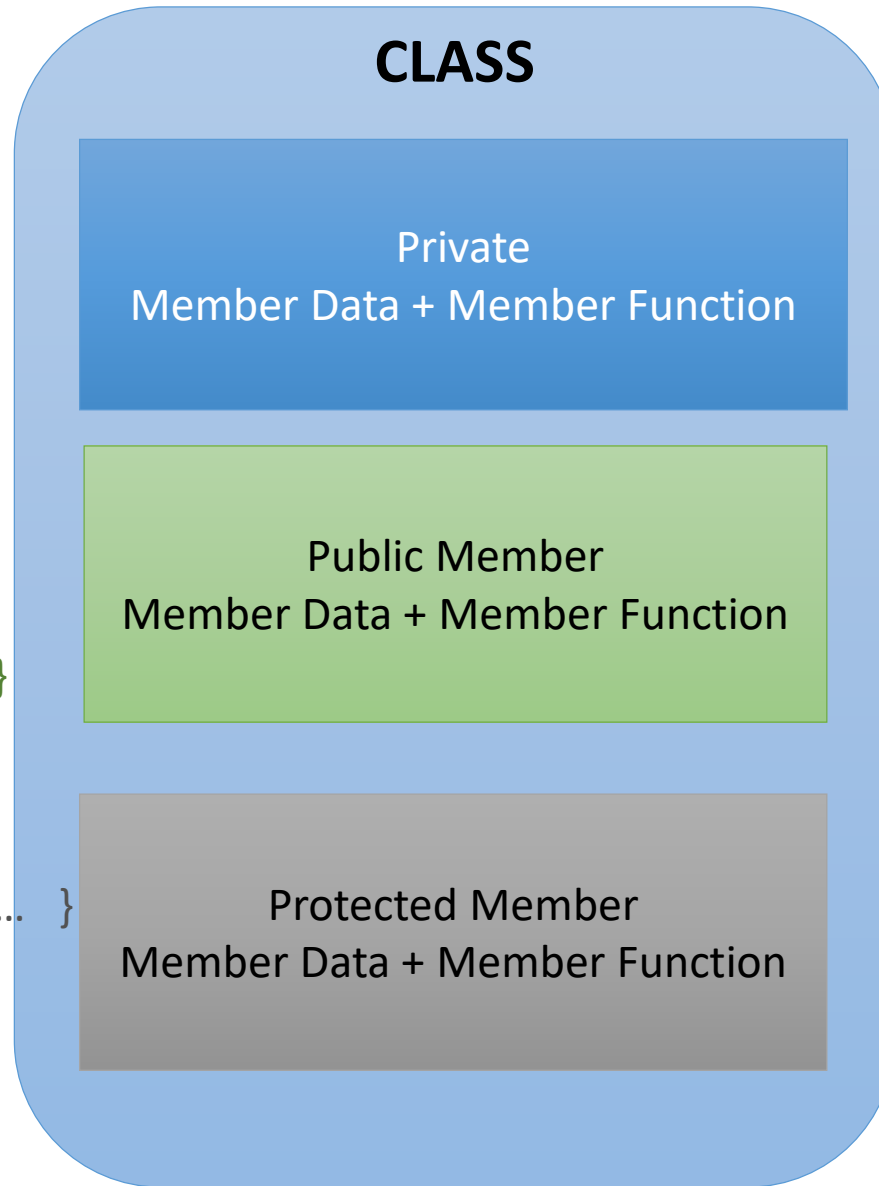 CLASS
Private
Member Data + Member Function
Public Member
Member Data + Member Function
}
... }
Protected Member
Member Data + Member Function